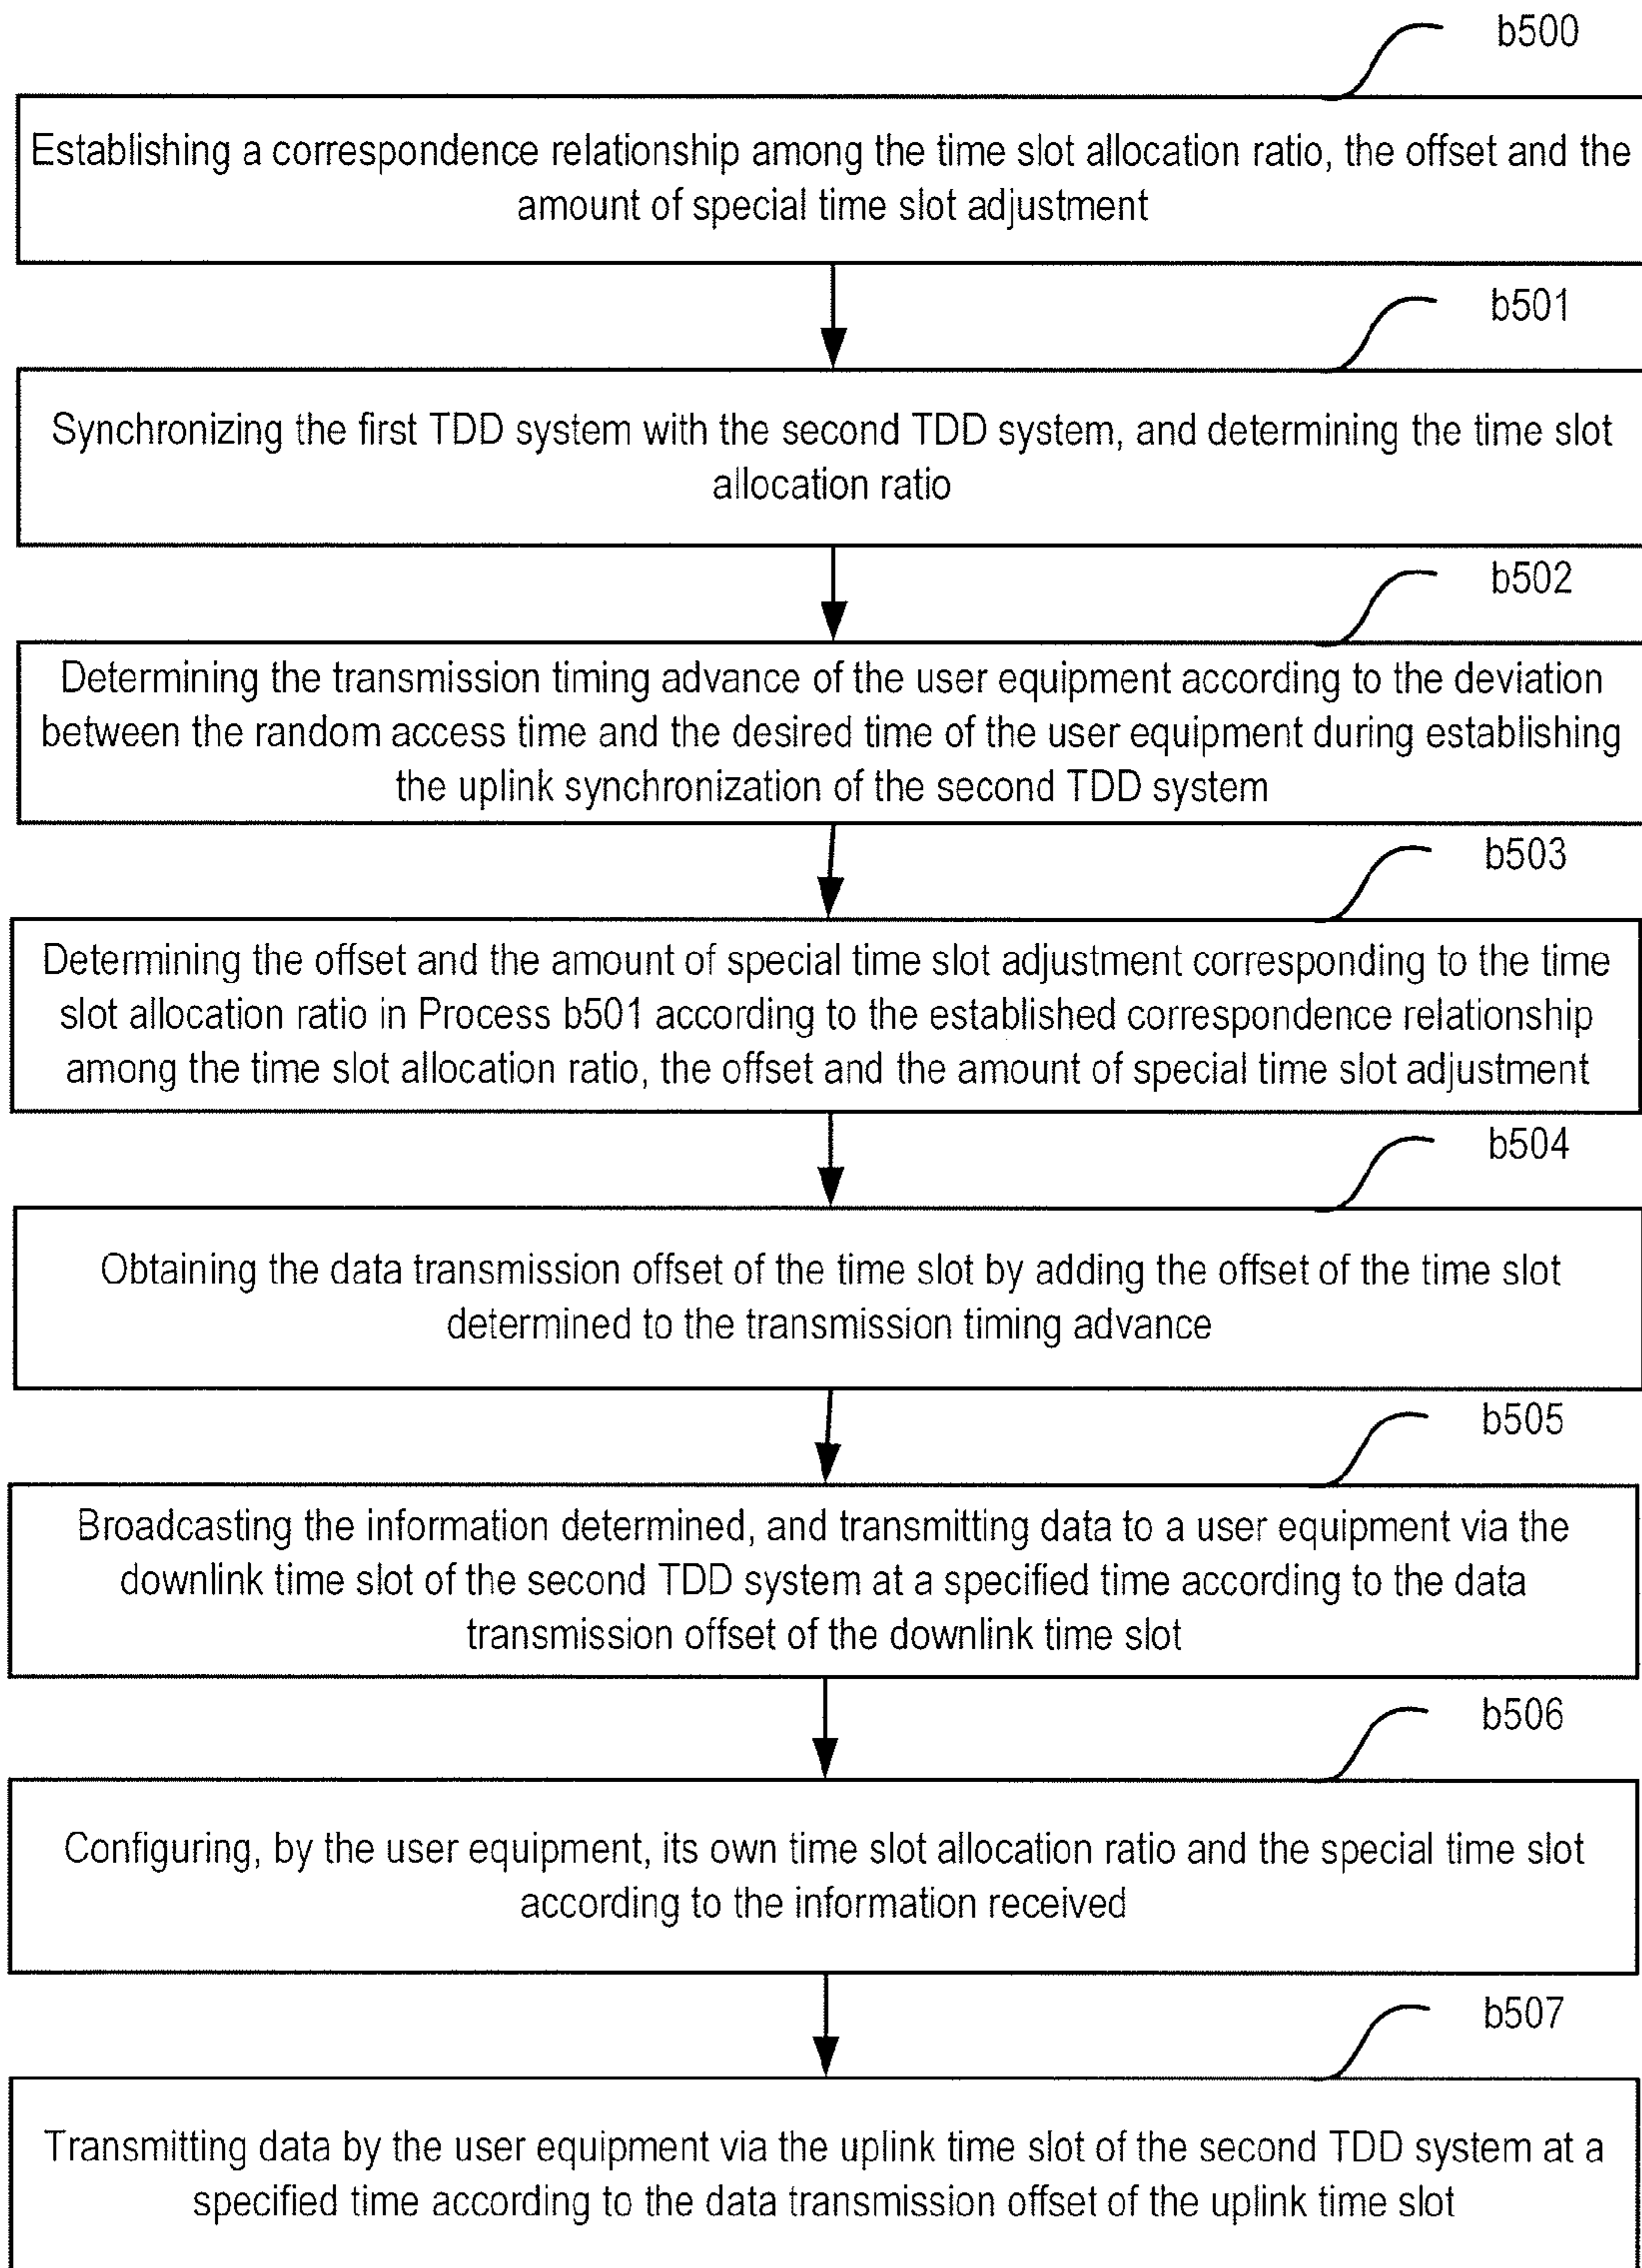 b500
Establishing a correspondence relationship among the time slot allocation ratio, the offset and the
amount of special time slot adjustment
b501
Synchronizing the first TDD system with the second TDD system, and determining the time slot
allocation ratio
b502
Determining the transmission timing advance of the user equipment according to the deviation
between the random access time and the desired time of the user equipment during establishing
the uplink synchronization of the second TDD system
b503
Determining the offset and the amount of special time slot adjustment corresponding to the time
slot allocation ratio in Process b501 according to the established correspondence relationship
among the time slot allocation ratio, the offset and the amount of special time slot adjustment
b504
Obtaining the data transmission offset of the time slot by adding the offset of the time slot
determined to the transmission timing advance
b505
Broadcasting the information determined, and transmitting data to a user equipment via the
downlink time slot of the second TDD system at a specified time according to the data
transmission offset of the downlink time slot
b506
Configuring, by the user equipment, its own time slot allocation ratio and the special time slot
according to the information received
b507
Transmitting data by the user equipment via the uplink time slot of the second TDD system at a
specified time according to the data transmission offset of the uplink time slot